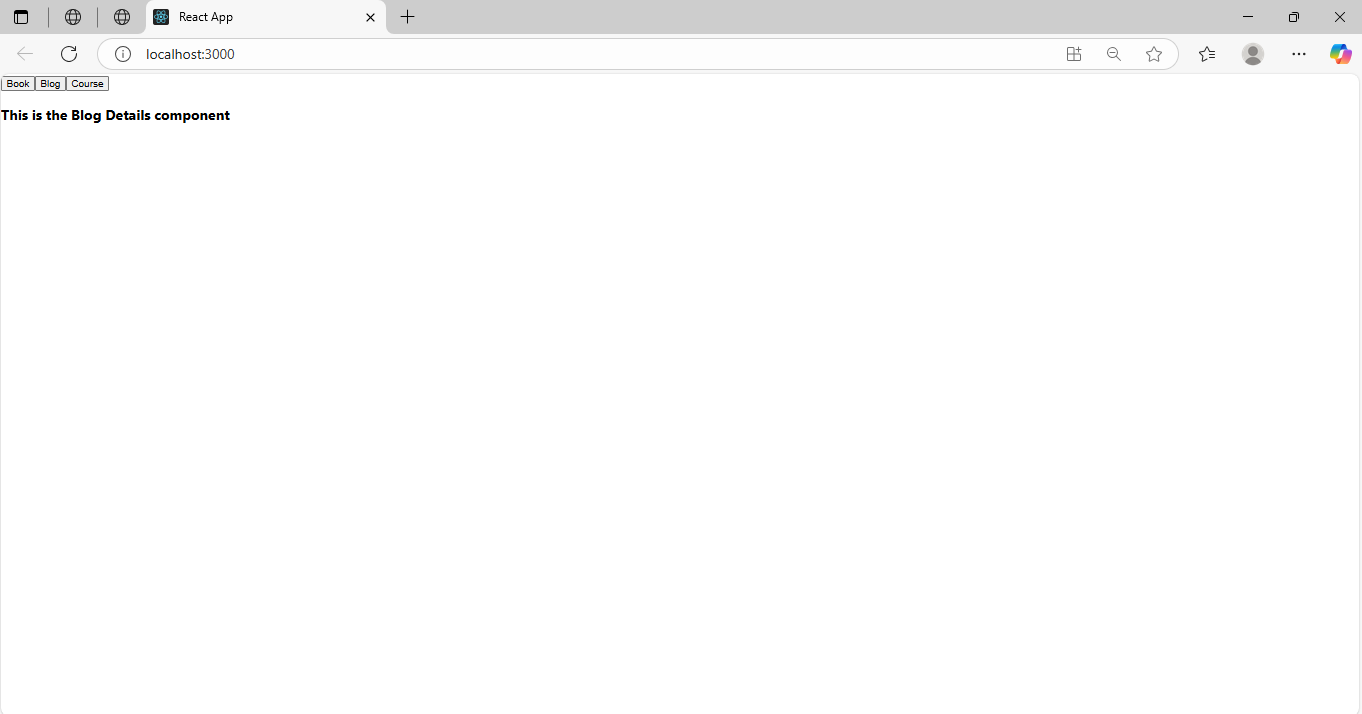 React App
localhost:3000
Book Blog Course
This is the Blog Details component